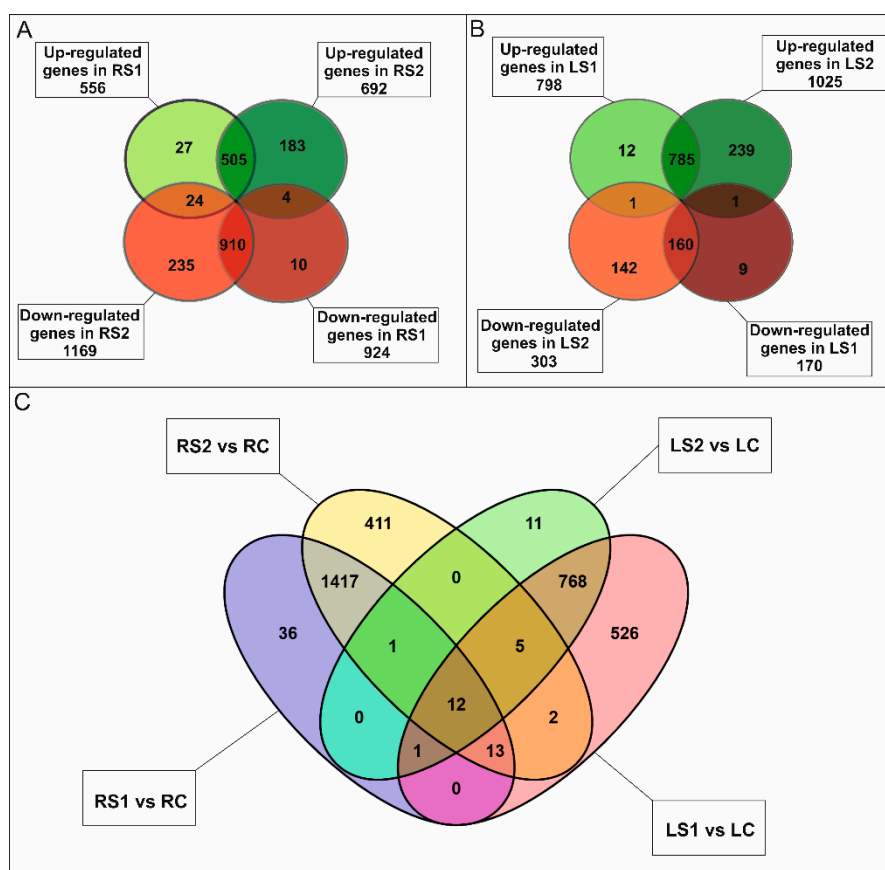 A
Up-regulated
genes in RS1
556
Up-regulated
genes in RS2
692
27
505
183
24
4
910
235
10
Down-regulated
genes in RS2
1169
Down-regulated
genes in RS1
924
B
Up-regulated
genes in LS1
798
Up-regulated
genes in LS2
1025
12
785
239
1
1
160
142
9
Down-regulated
genes in LS2
303
Down-regulated
genes in LS1
170
C
RS2 vs RC
LS2 vs LC
411
11
1417
0
768
36
1
5
526
12
0
2
1
13
0
RS1 vs RC
LS1 vs LC